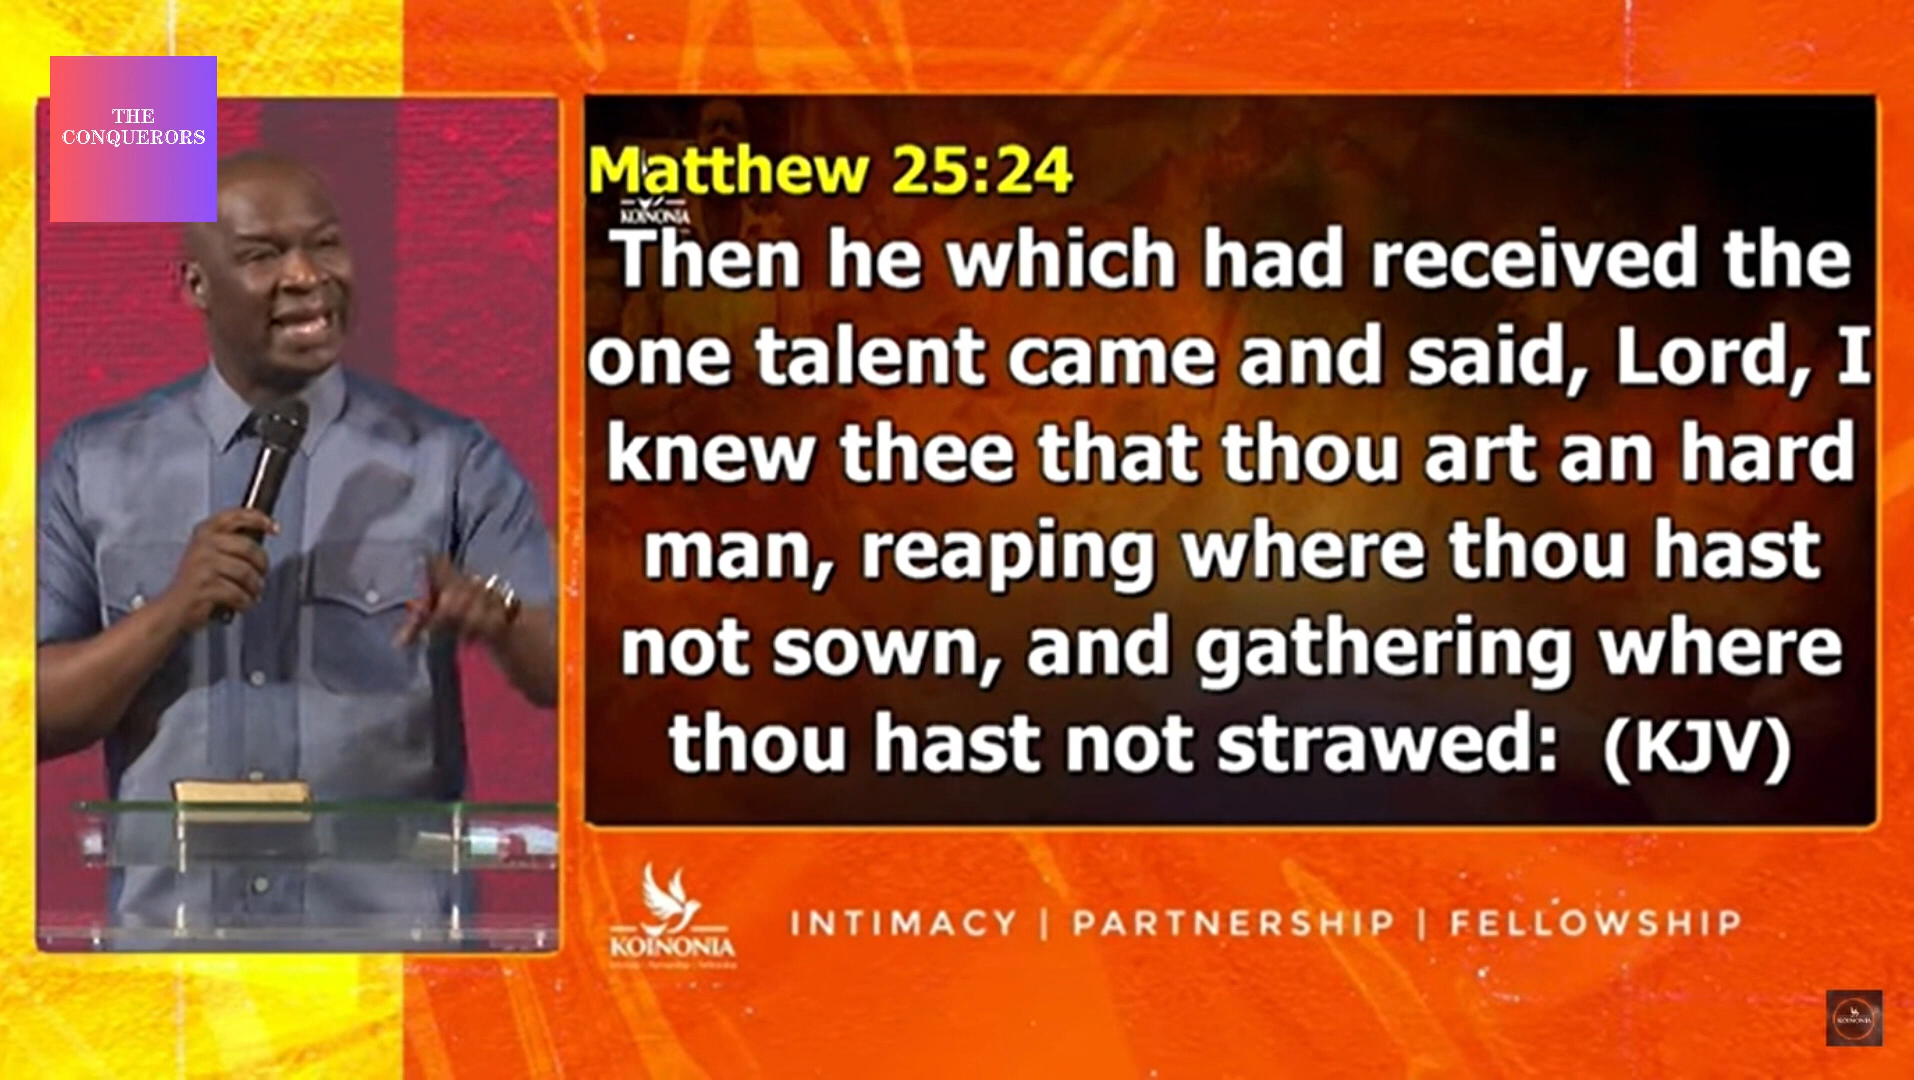 THE
CONQUERORS
Matthew 25:24
KOINONIA
Then he which had received the
one talent came and said, Lord, I
knew thee that thou art an hard
man, reaping where thou hast
not sown, and gathering where
thou hast not strawed: (KJV)
KOINONIA
INTIMACY | PARTNERSHIP | FELLOWSHIP
KOINONIA